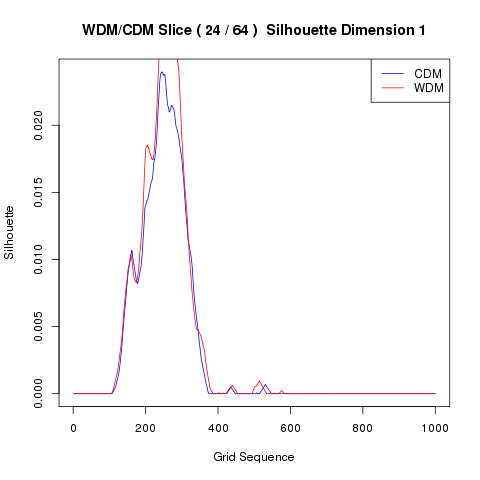 WDM/CDM Slice ( 24 / 64 )  Silhouette Dimension 1
CDM
WDM
Silhouette
0.020
0.015
0.010
0.005
0.000
0
200
400
600
800
1000
Grid Sequence